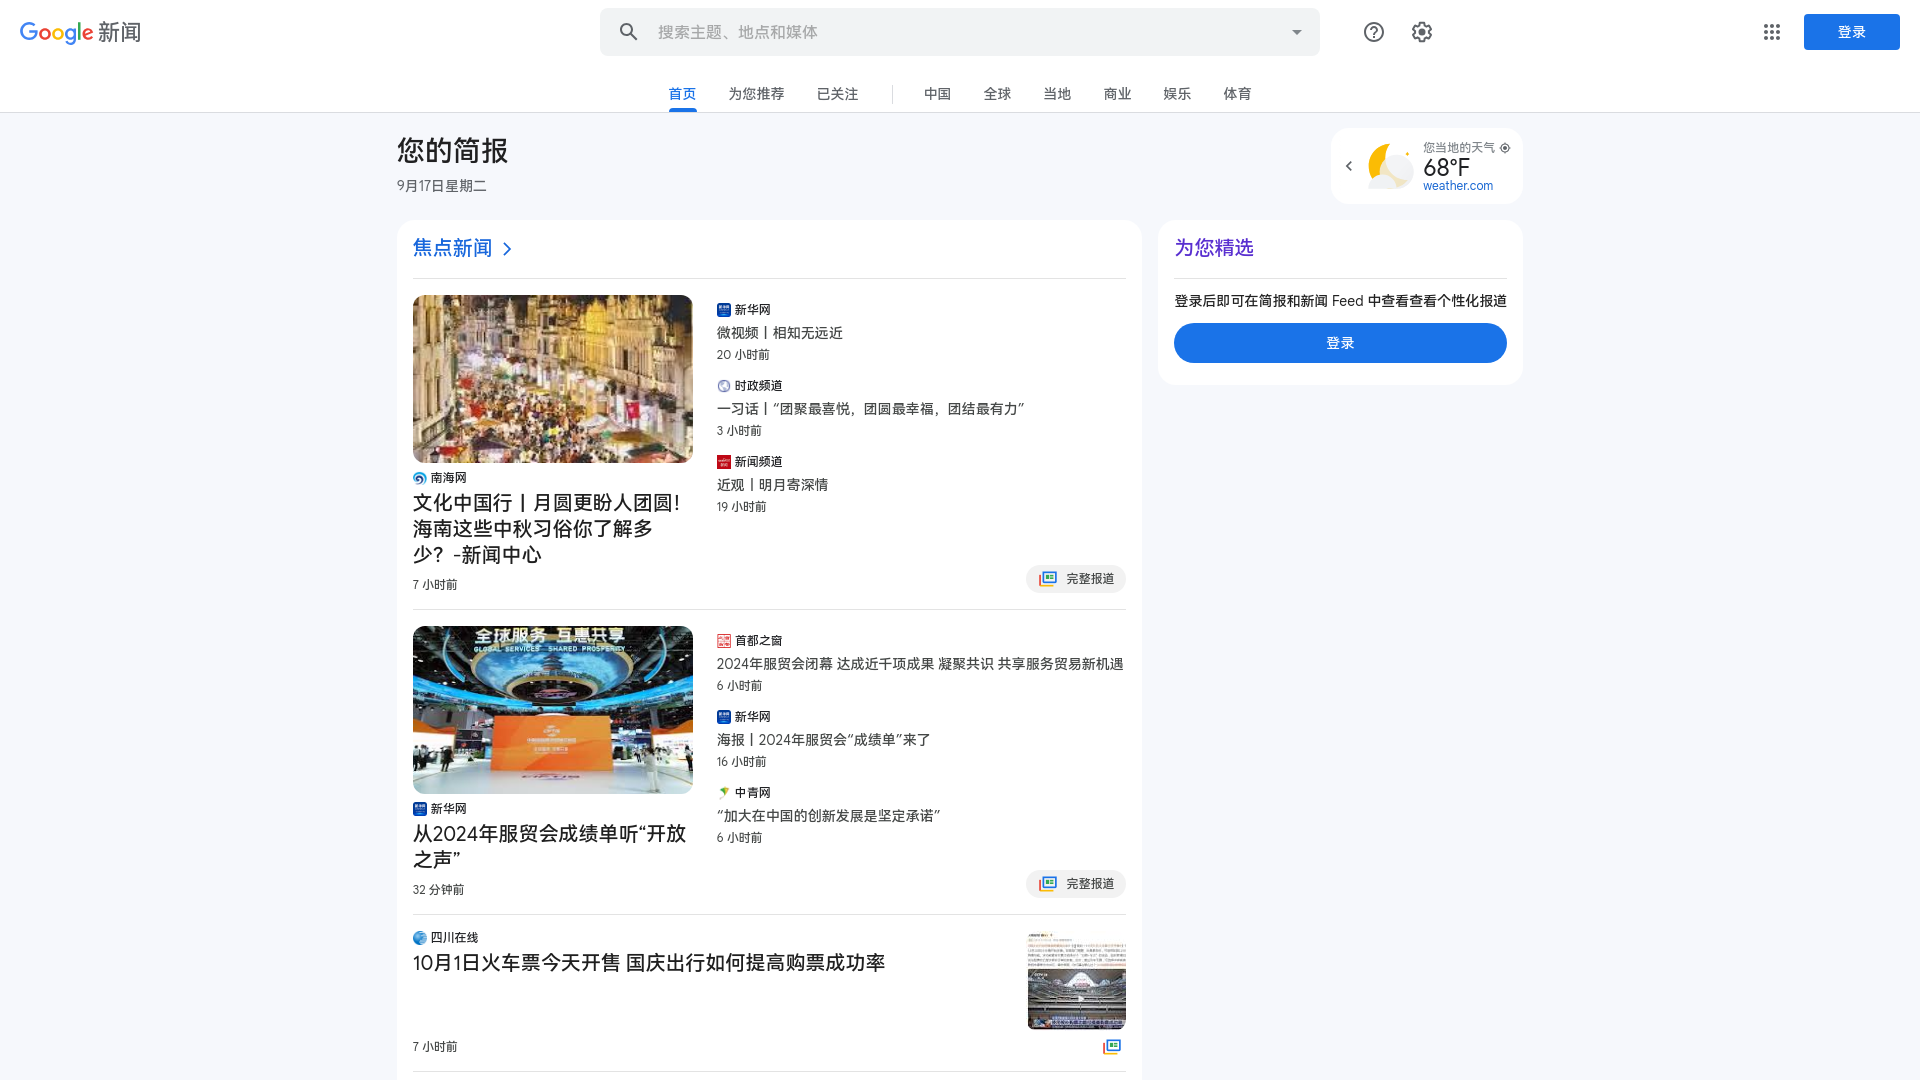 Google 新闻
搜索主题、地点和媒体
登录
首页
为您推荐
已关注
中国
全球
当地
商业
娱乐
体育
您的简报
9月17日星期二
您当地的天气
68°F
weather.com
焦点新闻
南海网
文化中国行丨月圆更盼人团圆！
海南这些中秋习俗你了解多
少？-新闻中心
7 小时前
新华网
微视频丨相知无远近
20 小时前
时政频道
一习话丨“团聚最喜悦，团圆最幸福，团结最有力”
3 小时前
新闻频道
近观丨明月寄深情
19 小时前
完整报道
全球服务 互惠共享
GLOBAL SERVICES SHARED PROSPERITY
新华网
从2024年服贸会成绩单听“开放
之声”
32 分钟前
首都之窗
2024年服贸会闭幕 达成近千项成果 凝聚共识 共享服务贸易新机遇
6 小时前
新华网
海报丨2024年服贸会“成绩单”来了
16 小时前
中青网
“加大在中国的创新发展是坚定承诺”
6 小时前
完整报道
四川在线
10月1日火车票今天开售 国庆出行如何提高购票成功率
7 小时前
为您精选
登录后即可在简报和新闻 Feed 中查看查看个性化报道
登录